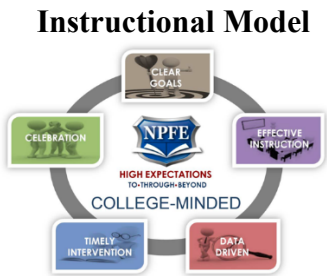 Instructional Model
CLEAR
GOALS
CELEBRATION
NPFE
EFFECTIVE
INSTRUCTION
HIGH EXPECTATIONS
TO-THROUGH-BEYOND
COLLEGE-MINDED
TIMELY
INTERVENTION
DATA
DRIVEN